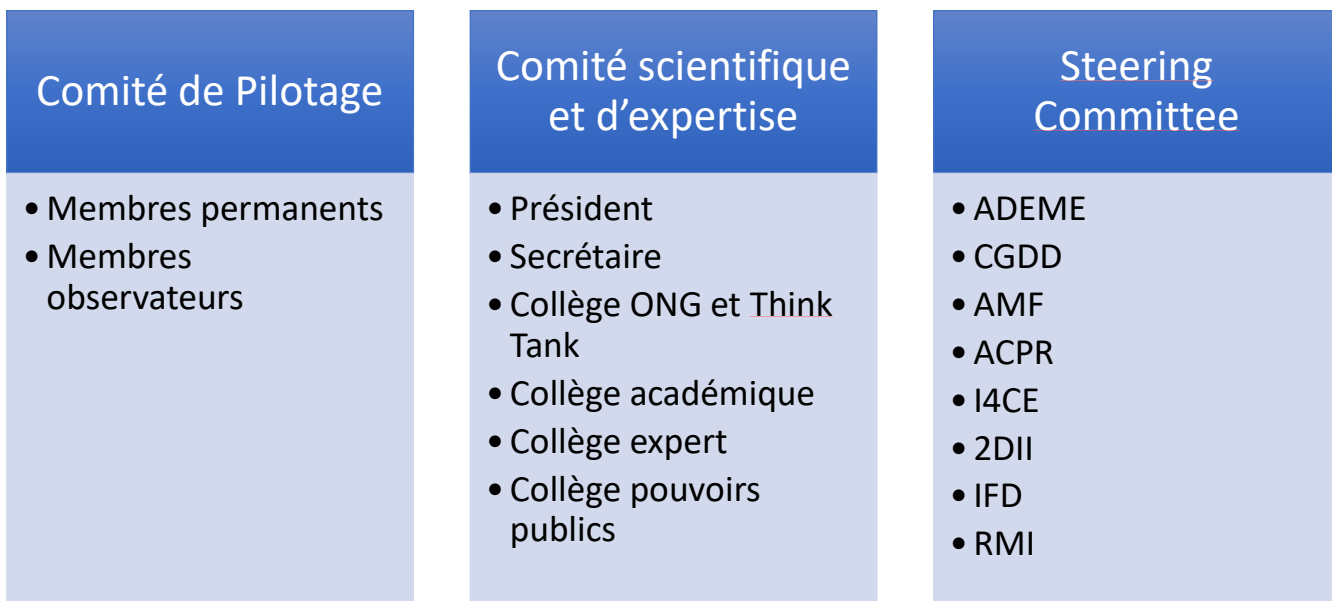 Comité de Pilotage
• Membres permanents
• Membres
observateurs
Comité scientifique
et d’expertise
• Président
• Secrétaire
• Collège ONG et Think
Tank
• Collège académique
• Collège expert
• Collège pouvoirs
publics
Steering
Committee
• ADEME
• CGDD
• AMF
• ACPR
• I4CE
• 2DII
• IFD
• RMI